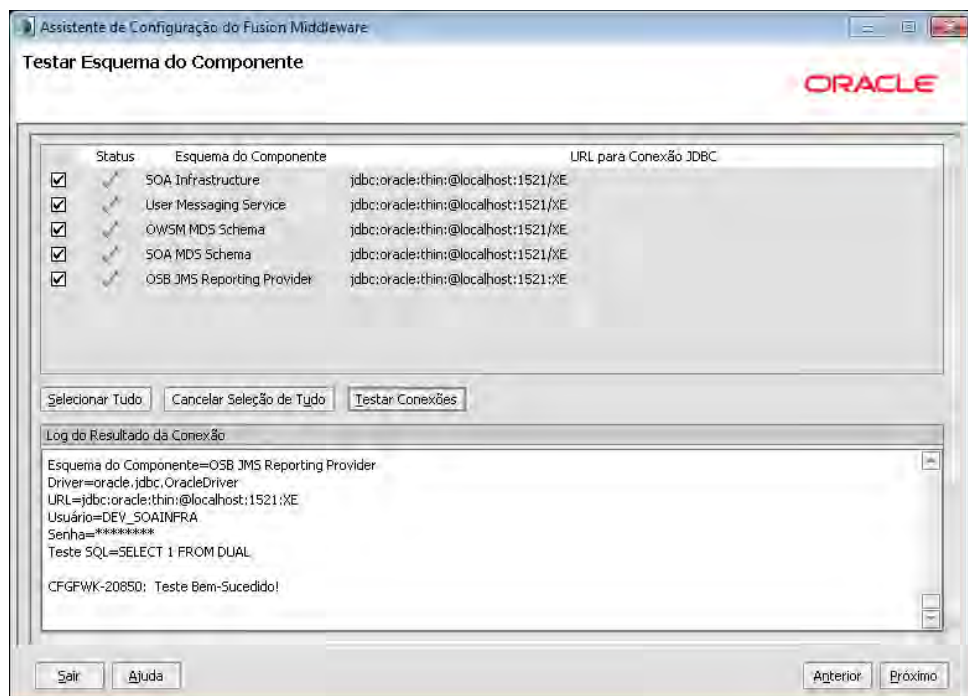 Assistente de Configuração do Fusion Middleware
Testar Esquema do Componente
ORACLE
Status Esquema do Componente URL para Conexão JDBC
SOA Infrastructure jdbc:oracle:thin:@localhost:1521/XE
User Messaging Service jdbc:oracle:thin:@localhost:1521/XE
OWSM MDS Schema jdbc:oracle:thin:@localhost:1521/XE
SOA MDS Schema jdbc:oracle:thin:@localhost:1521/XE
OSB JMS Reporting Provider jdbc:oracle:thin:@localhost:1521:XE
Selecionar Tudo Cancelar Seleção de Tudo Testar Conexões
Log do Resultado da Conexão
Esquema do Componente=OSB JMS Reporting Provider
Driver=oracle.jdbc.OracleDriver
URL=jdbc:oracle:thin:@localhost:1521:XE
Usuário=DEV_SOAINFRA
Senha=********
Teste SQL=SELECT 1 FROM DUAL
CFGFWK-20850: Teste Bem-Sucedido!
Sair Ajuda Anterior Próximo